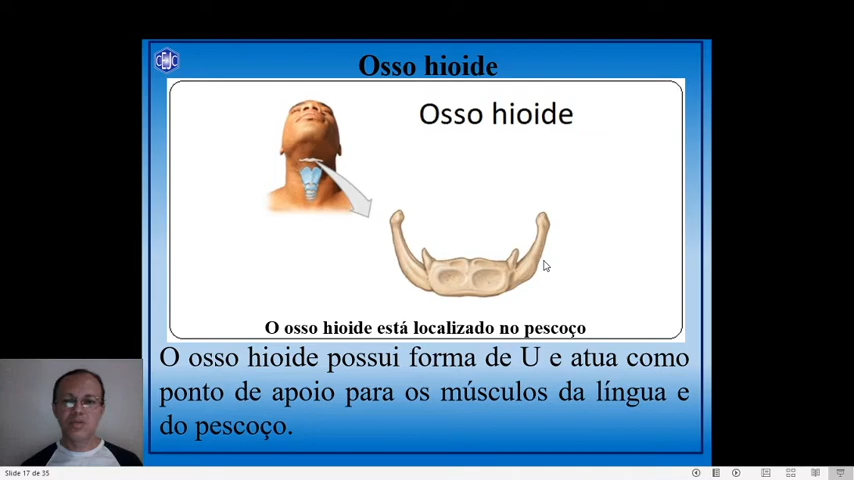 CEJC
Osso hioide
Osso hioide
O osso hioide está localizado no pescoço
O osso hioide possui forma de U e atua como
ponto de apoio para os músculos da língua e
do pescoço.
Slide 17 de 35